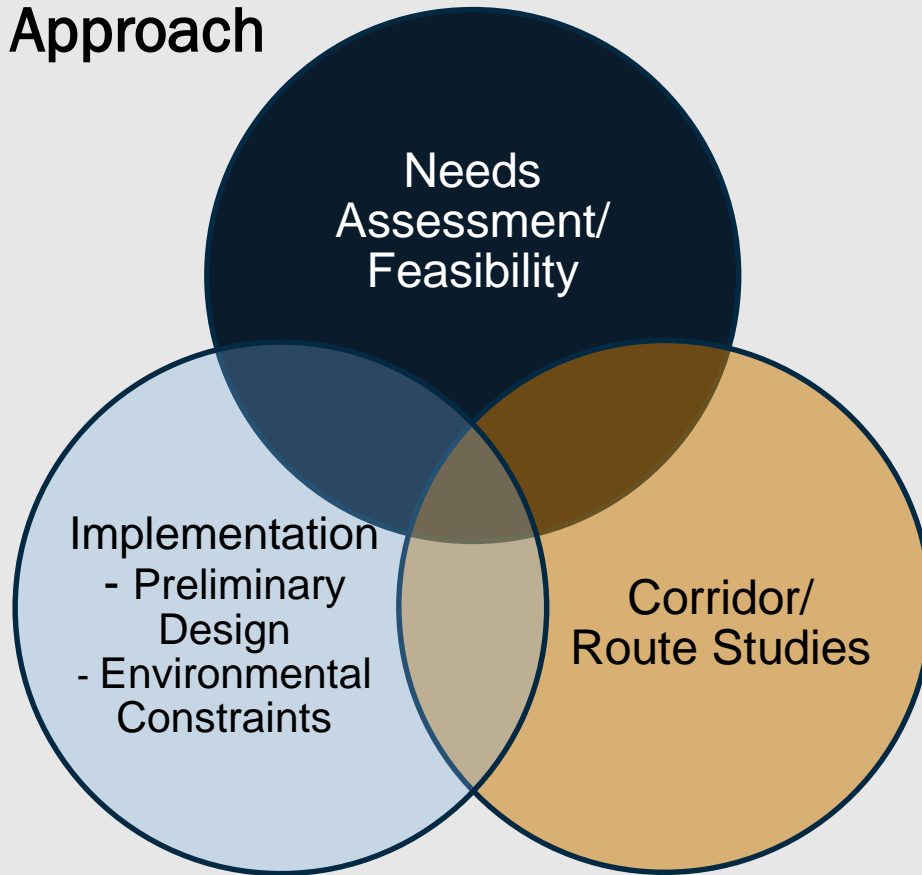 Approach
Needs
Assessment/
Feasibility
Implementation
- Preliminary
Design
- Environmental
Constraints
Corridor/
Route Studies